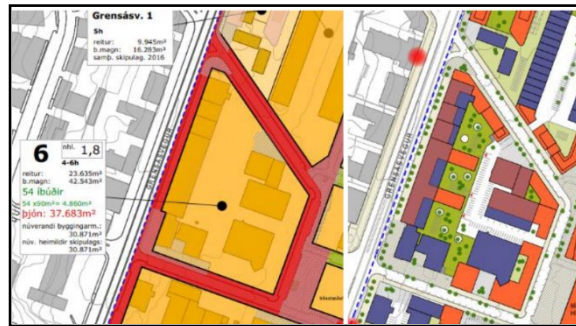 Grensásv. 1
5h
reitur: 9.945m²
b.magn: 16.283m²
samþ. skipulag. 2016
6 nhl. 1,8
4-6h
reitur: 23.635m²
b.magn: 42.543m²
54 íbúðir
54 x90m²= 4.860m²
þjón: 37.683m²
núverandi byggingarm.:
30.871m²
núv. heimildir skipulags:
30.871m²
GRENSÁSVEGUR
GRENSÁSVEGUR